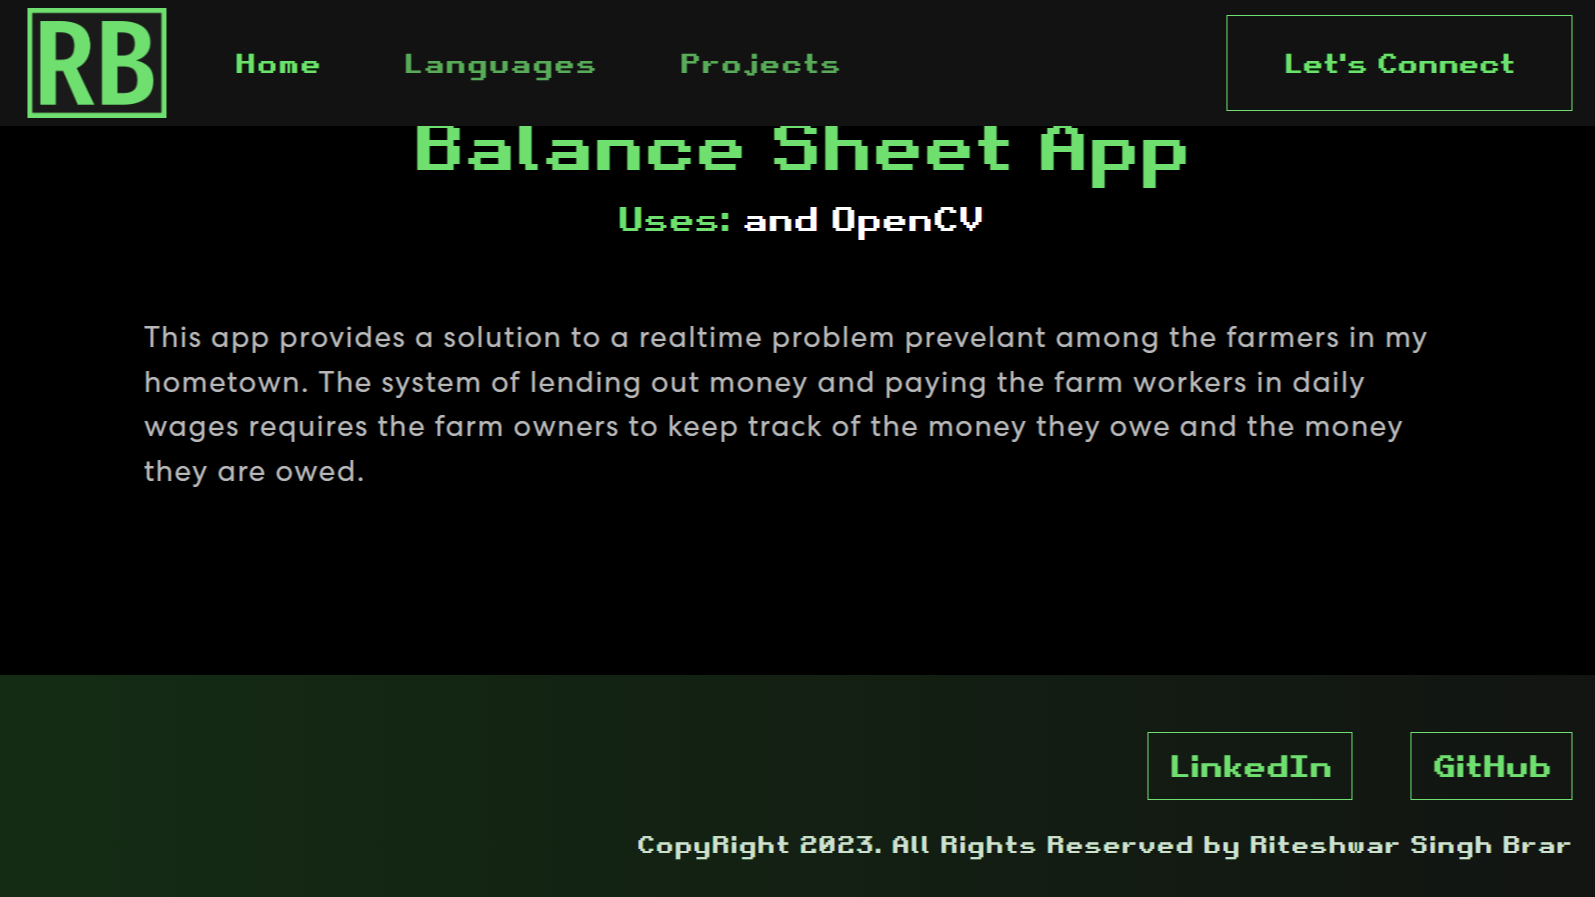 RB
Home Languages Projects Let's Connect
Balance Sheet App
Uses: and OpenCV
This app provides a solution to a realtime problem prevelant among the farmers in my
hometown. The system of lending out money and paying the farm workers in daily
wages requires the farm owners to keep track of the money they owe and the money
they are owed.
LinkedIn GitHub
CopyRight 2023. All Rights Reserved by Riteshwar Singh Brar